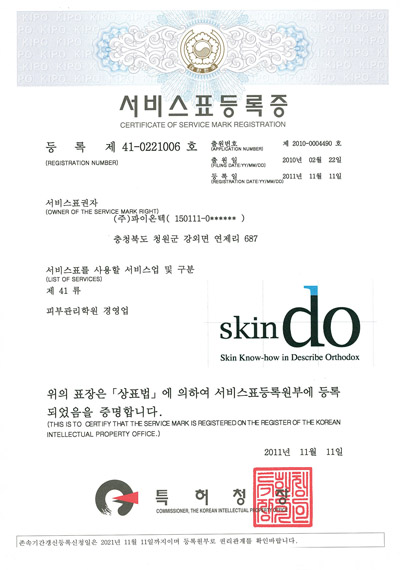 서비스표등록증
CERTIFICATE OF SERVICE MARK REGISTRATION
등 록 제 41-0221006 호
(REGISTRATION NUMBER)
출원번호 제 2010-0004490 호
(APPLICATION NUMBER)
출원일 2010년 02월 22일
(FILING DATE:YY/MM/DD)
등록일 2011년 11월 11일
(REGISTRATION DATE:YY/MM/DD)
서비스표권자
(OWNER OF THE SERVICE MARK RIGHT)
(주)파이온텍( 150111-0****** )
충청북도 청원군 강외면 연제리 687
서비스표를 사용할 서비스업 및 구분
(LIST OF SERVICES)
제 41 류
피부관리학원 경영업
skin do
Skin Know-how in Describe Orthodox
위의 표장은「상표법」에 의하여 서비스표등록원부에 등록
되었음을 증명합니다.
(THIS IS TO CERTIFY THAT THE SERVICE MARK IS REGISTERED ON THE REGISTER OF THE KOREAN
INTELLECTUAL PROPERTY OFFICE.)
2011년 11월 11일
특허청장
COMMISSIONER, THE KOREAN INTELLECTUAL PROPERTY OFFICE
존속기간갱신등록신청일은 2021년 11월 11일까지이며 등록원부로 권리관계를 확인바랍니다.